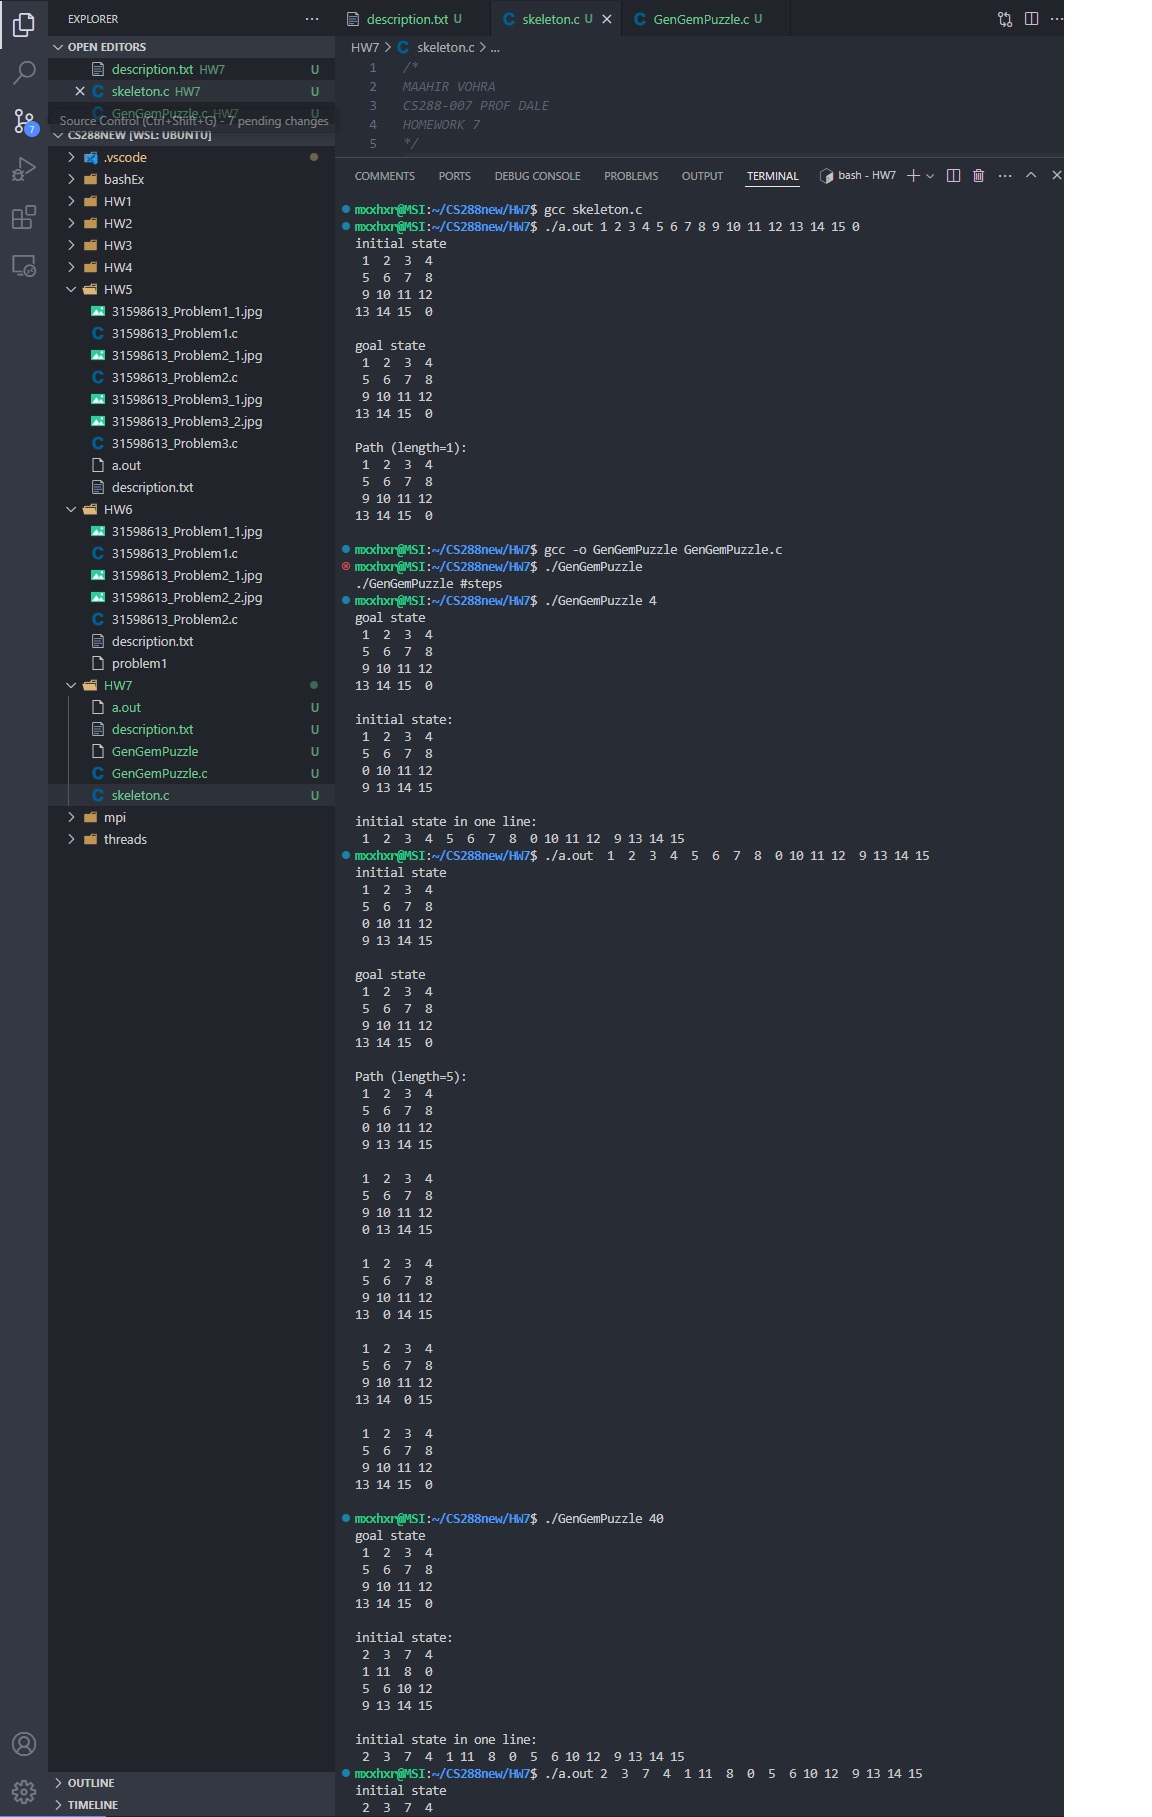 EXPLORER
OPEN EDITORS
description.txt HW7 U
skeleton.c HW7 U
GenGemPuzzle.c HW7 U
Source Control (Ctrl+Shift+G) - 7 pending changes
7
CS288NEW [WSL: UBUNTU]
.vscode
bashEx
HW1
HW2
HW3
HW4
HW5
31598613_Problem1_1.jpg
31598613_Problem1.c
31598613_Problem2_1.jpg
31598613_Problem2.c
31598613_Problem3_1.jpg
31598613_Problem3_2.jpg
31598613_Problem3.c
a.out
description.txt
HW6
31598613_Problem1_1.jpg
31598613_Problem1.c
31598613_Problem2_1.jpg
31598613_Problem2_2.jpg
31598613_Problem2.c
description.txt
problem1
HW7
a.out U
description.txt U
GenGemPuzzle U
GenGemPuzzle.c U
skeleton.c U
mpi
threads
OUTLINE
TIMELINE
description.txt U skeleton.c U GenGemPuzzle.c U
HW7 > C skeleton.c > ...
1 /*
2 MAAHIR VOHRA
3 CS288-007 PROF DALE
4 HOMEWORK 7
5 */
COMMENTS PORTS DEBUG CONSOLE PROBLEMS OUTPUT TERMINAL bash - HW7
mxxhxr@MSI:~/CS288new/HW7$ gcc skeleton.c
mxxhxr@MSI:~/CS288new/HW7$ ./a.out 1 2 3 4 5 6 7 8 9 10 11 12 13 14 15 0
initial state
1 2 3 4
5 6 7 8
9 10 11 12
13 14 15 0
goal state
1 2 3 4
5 6 7 8
9 10 11 12
13 14 15 0
Path (length=1):
1 2 3 4
5 6 7 8
9 10 11 12
13 14 15 0
mxxhxr@MSI:~/CS288new/HW7$ gcc -o GenGemPuzzle GenGemPuzzle.c
mxxhxr@MSI:~/CS288new/HW7$ ./GenGemPuzzle
./GenGemPuzzle #steps
mxxhxr@MSI:~/CS288new/HW7$ ./GenGemPuzzle 4
goal state
1 2 3 4
5 6 7 8
9 10 11 12
13 14 15 0
initial state:
1 2 3 4
5 6 7 8
0 10 11 12
9 13 14 15
initial state in one line:
1 2 3 4 5 6 7 8 0 10 11 12 9 13 14 15
mxxhxr@MSI:~/CS288new/HW7$ ./a.out 1 2 3 4 5 6 7 8 0 10 11 12 9 13 14 15
initial state
1 2 3 4
5 6 7 8
0 10 11 12
9 13 14 15
goal state
1 2 3 4
5 6 7 8
9 10 11 12
13 14 15 0
Path (length=5):
1 2 3 4
5 6 7 8
0 10 11 12
9 13 14 15
1 2 3 4
5 6 7 8
9 10 11 12
0 13 14 15
1 2 3 4
5 6 7 8
9 10 11 12
13 0 14 15
1 2 3 4
5 6 7 8
9 10 11 12
13 14 0 15
1 2 3 4
5 6 7 8
9 10 11 12
13 14 15 0
mxxhxr@MSI:~/CS288new/HW7$ ./GenGemPuzzle 40
goal state
1 2 3 4
5 6 7 8
9 10 11 12
13 14 15 0
initial state:
2 3 7 4
1 11 8 0
5 6 10 12
9 13 14 15
initial state in one line:
2 3 7 4 1 11 8 0 5 6 10 12 9 13 14 15
mxxhxr@MSI:~/CS288new/HW7$ ./a.out 2 3 7 4 1 11 8 0 5 6 10 12 9 13 14 15
initial state
2 3 7 4